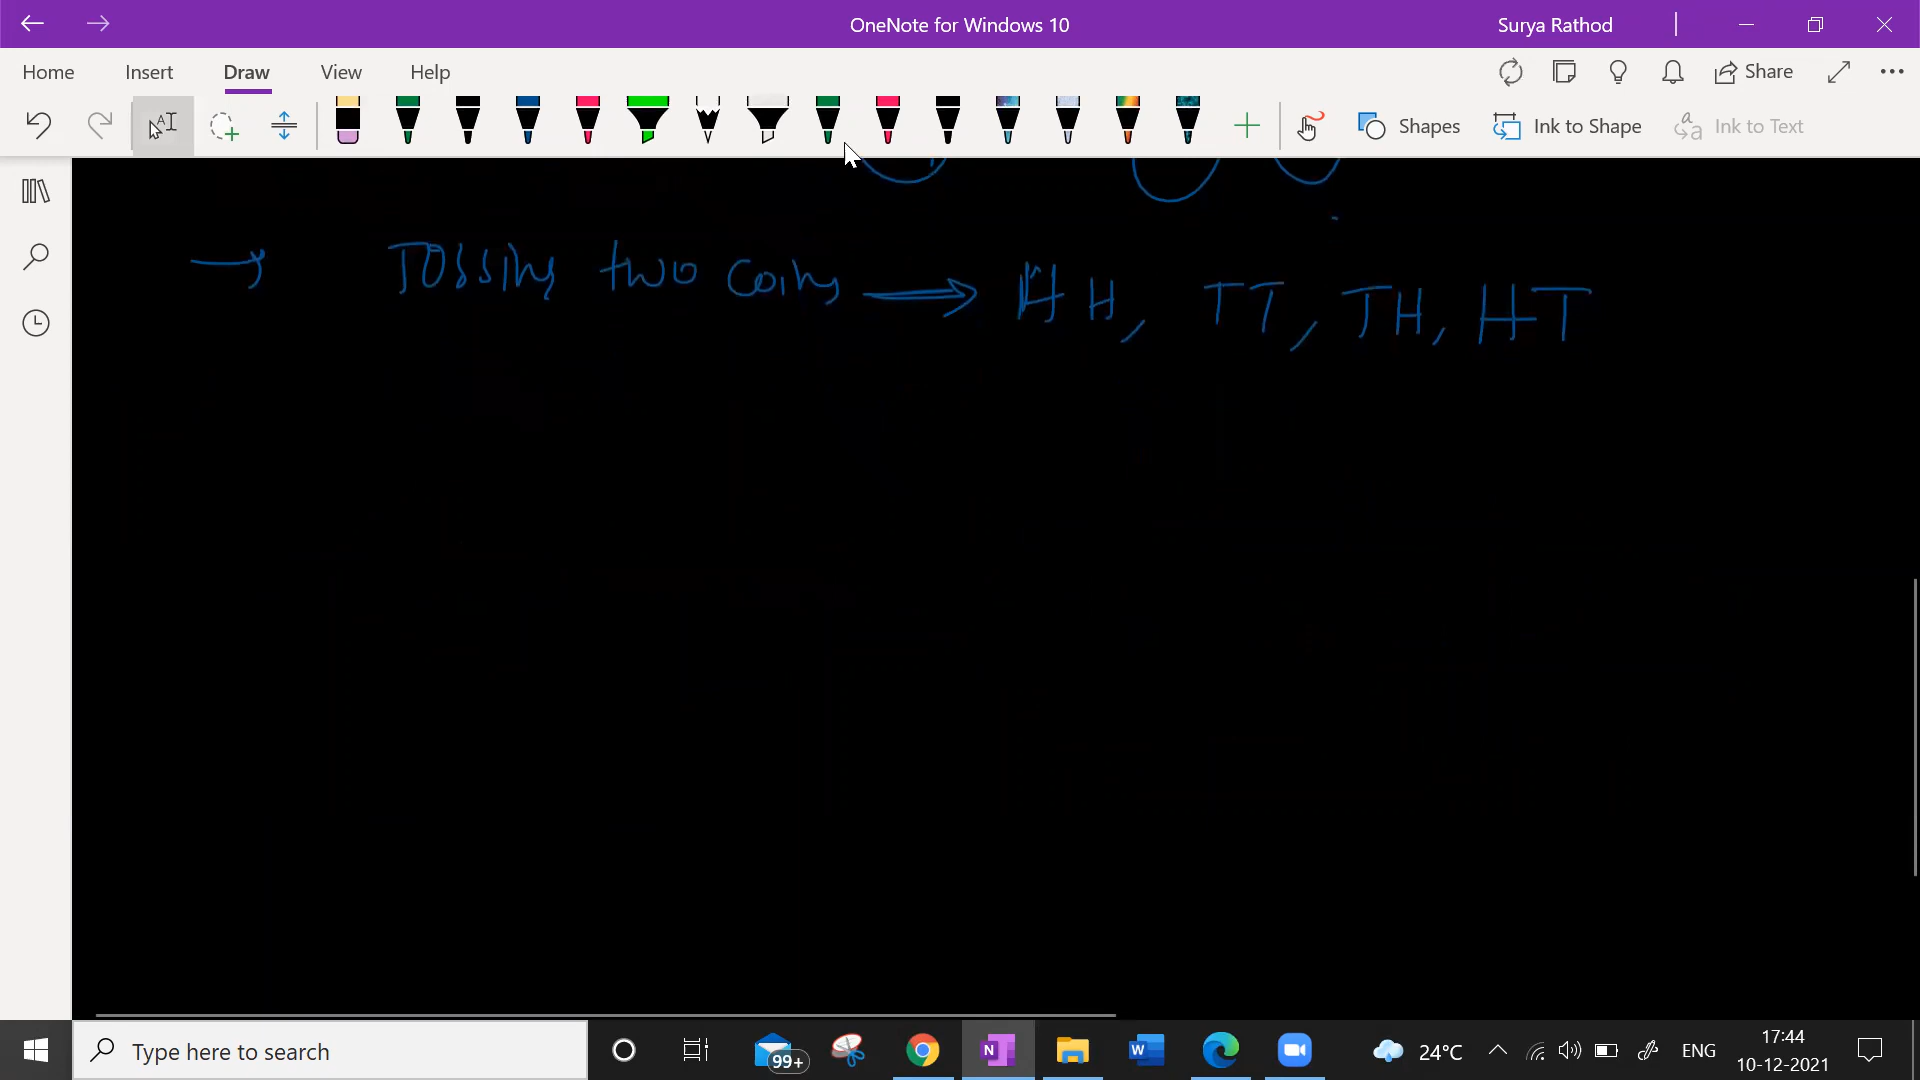 OneNote for Windows 10 Surya Rathod
Home Insert Draw View Help Share
Shapes Ink to Shape Ink to Text
→ Tossing two coins → HH, TT, TH, HT
Type here to search 99+ 24°C ENG 17:44
10-12-2021